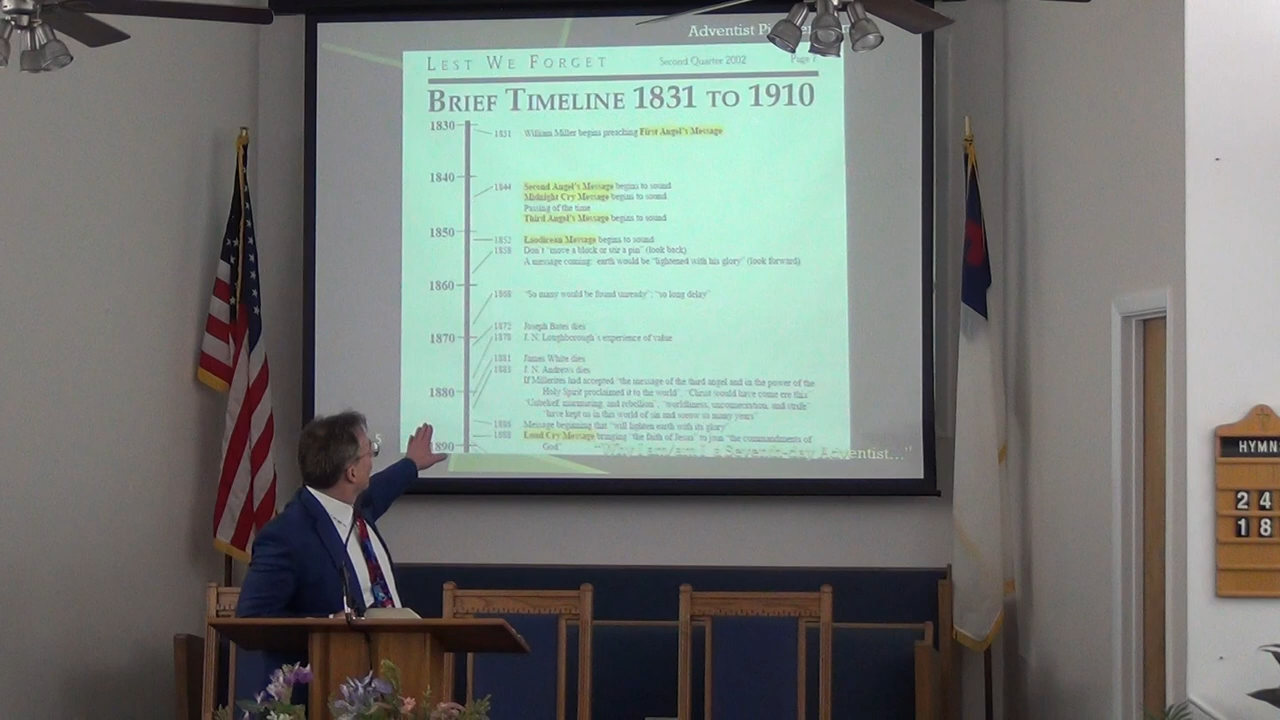 Adventist
LEST WE FORGET Second Quarter 2002 Page 7
BRIEF TIMELINE 1831 TO 1910
1830
1831 William Miller begins preaching First Angel's Message
1840
1844 Second Angel's Message begins to sound
Midnight Cry Message begins to sound
Passing of the time
Third Angel's Message begins to sound
1850
1852 Laodicean Message begins to sound
1858 Don't "move a block or stir a pin" (look back)
A message coming: earth would be "lightened with his glory" (look forward)
1860
1868 "So many would be found unready"; "so long delay"
1870
1872 Joseph Bates dies
1878 J. N. Loughborough's experience of value
1881 James White dies
1883 J. N. Andrews dies
1880
If Millerites had accepted "the message of the third angel and in the power of the
Holy Spirit proclaimed it to the world", "Christ would have come ere this"
"Unbelief, murmuring, and rebellion", "worldliness, unconsecration, and strife"
"have kept us in this world of sin and sorrow so many years"
1886 Message beginning that "will lighten earth with its glory"
1888 Loud Cry Message bringing "the faith of Jesus" to join "the commandments of
God"
890
"Why I am/am I a Seventh-day Adventist..."
HYMN
24
18